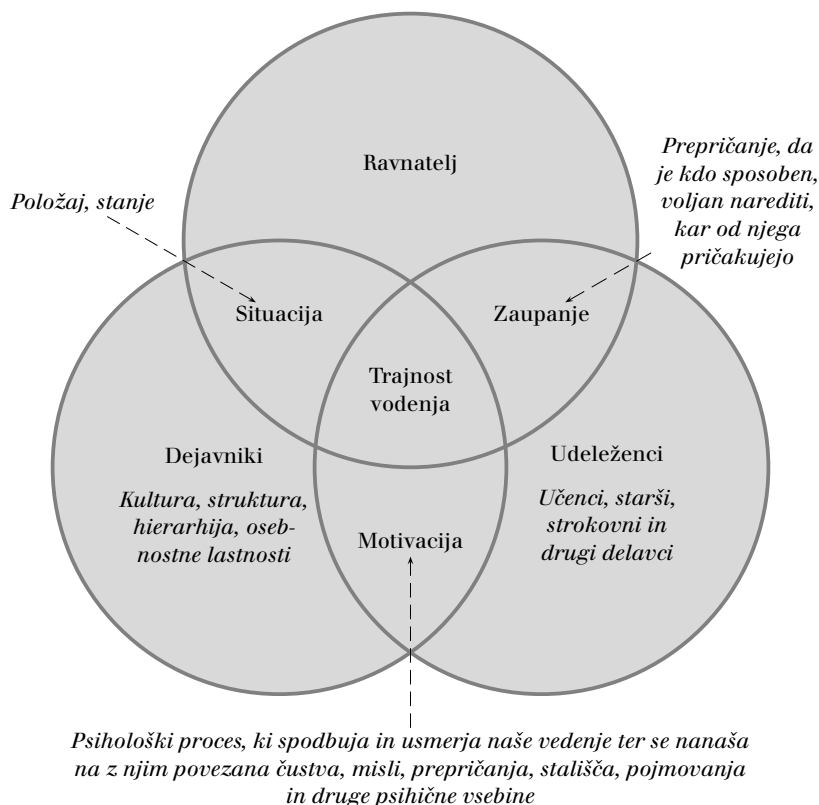 Ravnatelj
Prepričanje, da
je kdo sposoben,
voljan narediti,
kar od njega
pričakujejo
Položaj, stanje
Situacija
Zaupanje
Trajnost
vodenja
Dejavniki
Kultura, struktura,
hierarhija, oseb-
nostne lastnosti
Udeleženci
Učenci, starši,
strokovni in
drugi delavci
Motivacija
Psihološki proces, ki spodbuja in usmerja naše vedenje ter se nanaša
na z njim povezana čustva, misli, prepričanja, stališča, pojmovanja
in druge psihične vsebine